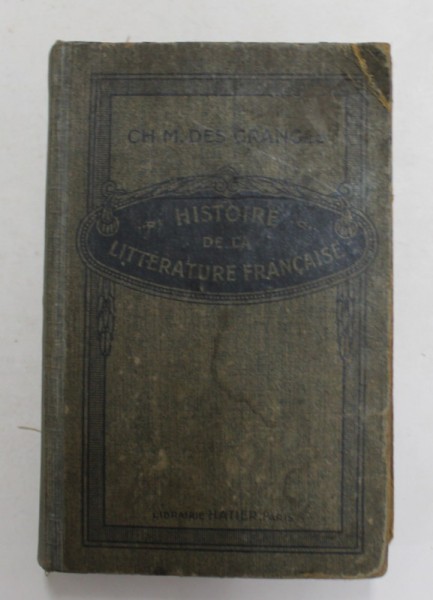 CH. M. DES GRANGES
HISTOIRE
DE LA
LITTÉRATURE FRANÇAISE
LIBRAIRIE HATIER PARIS